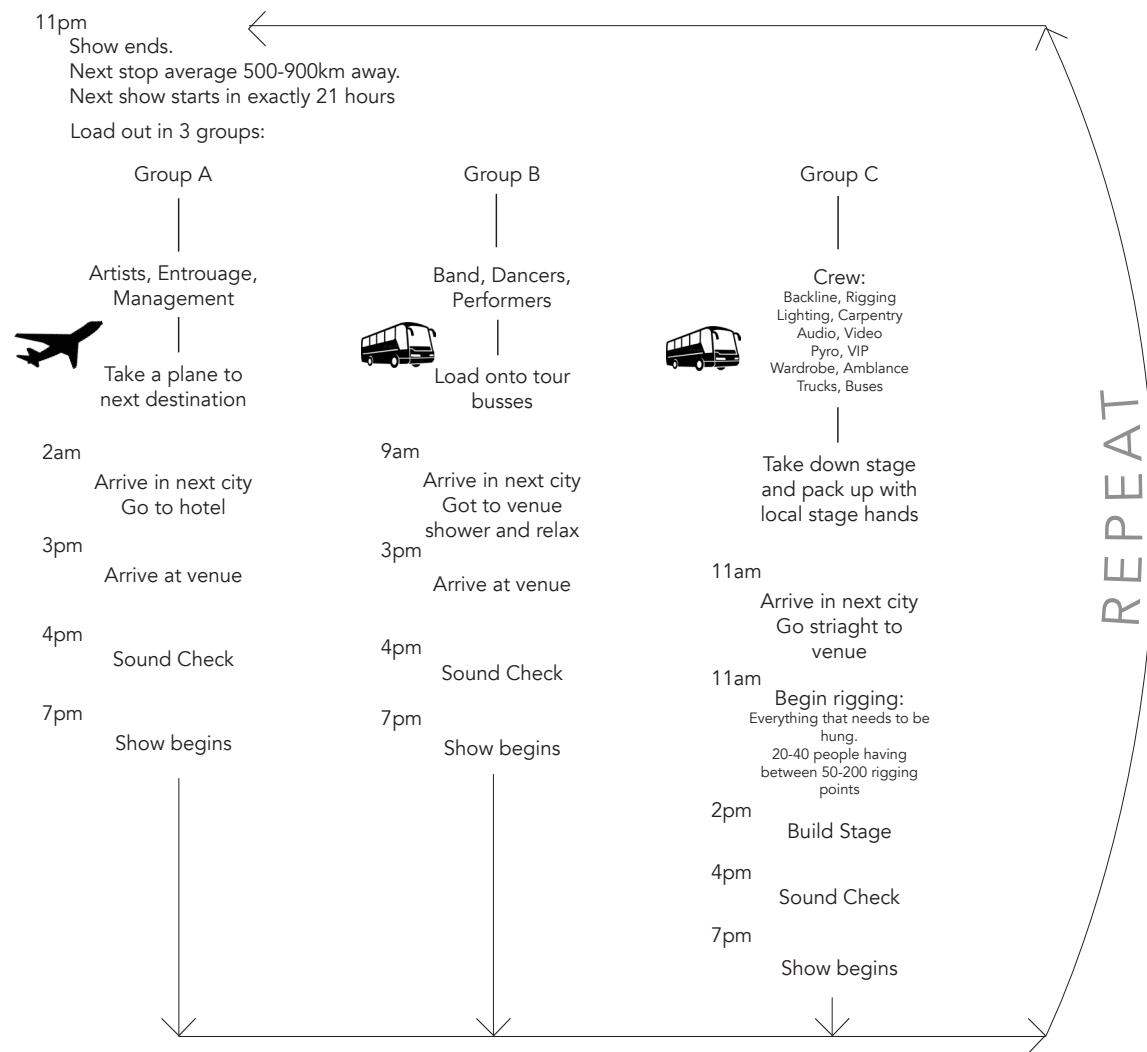 11pm
Show ends.
Next stop average 500-900km away.
Next show starts in exactly 21 hours
Load out in 3 groups:
Group A
Artists, Entrouage,
Management
Take a plane to
next destination
2am
Arrive in next city
Go to hotel
3pm
Arrive at venue
4pm
Sound Check
7pm
Show begins
Group B
Band, Dancers,
Performers
Load onto tour
busses
9am
Arrive in next city
Got to venue
shower and relax
3pm
Arrive at venue
4pm
Sound Check
7pm
Show begins
Group C
Crew:
Backline, Rigging
Lighting, Carpentry
Audio, Video
Pyro, VIP
Wardrobe, Amblance
Trucks, Buses
Take down stage
and pack up with
local stage hands
11am
Arrive in next city
Go striaght to
venue
11am
Begin rigging:
Everything that needs to be
hung.
20-40 people having
between 50-200 rigging
points
2pm
Build Stage
4pm
Sound Check
7pm
Show begins
REPEAT